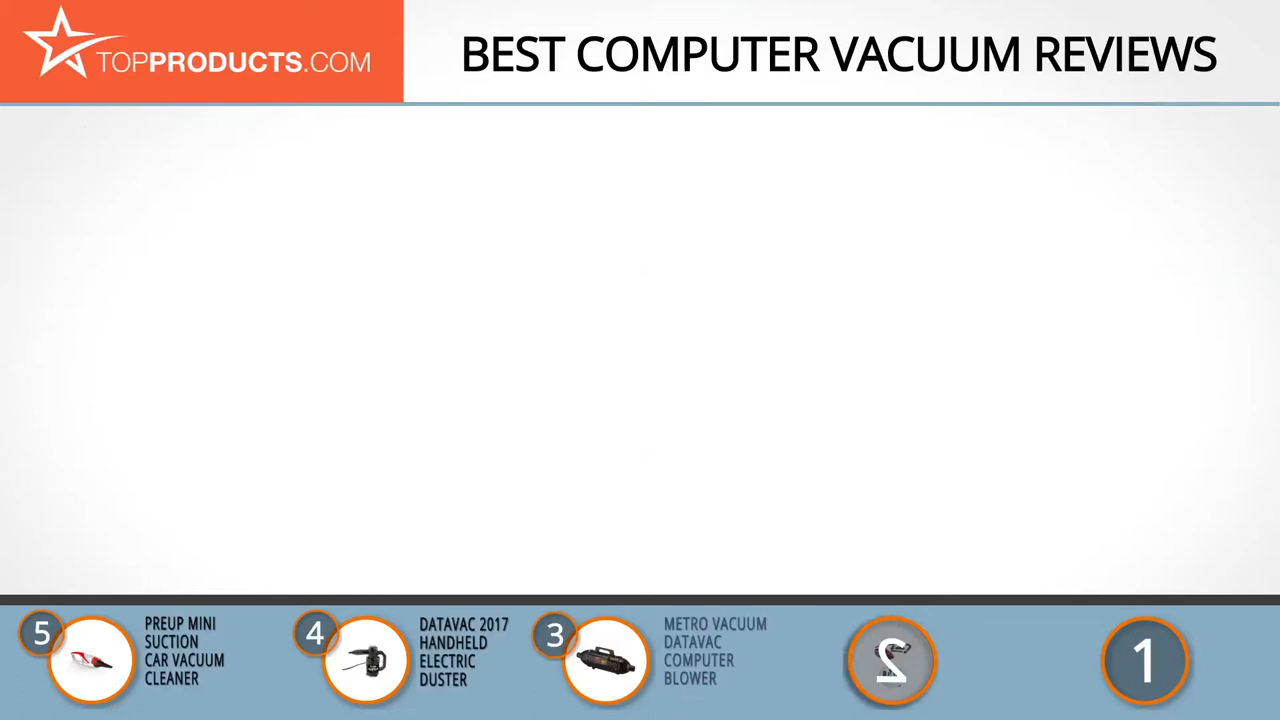 TOPPRODUCTS.COM
BEST COMPUTER VACUUM REVIEWS
5
PREUP MINI
SUCTION
CAR VACUUM
CLEANER
4
DATAVAC 2017
HANDHELD
ELECTRIC
DUSTER
3
METRO VACUUM
DATAVAC
COMPUTER
BLOWER
2
1